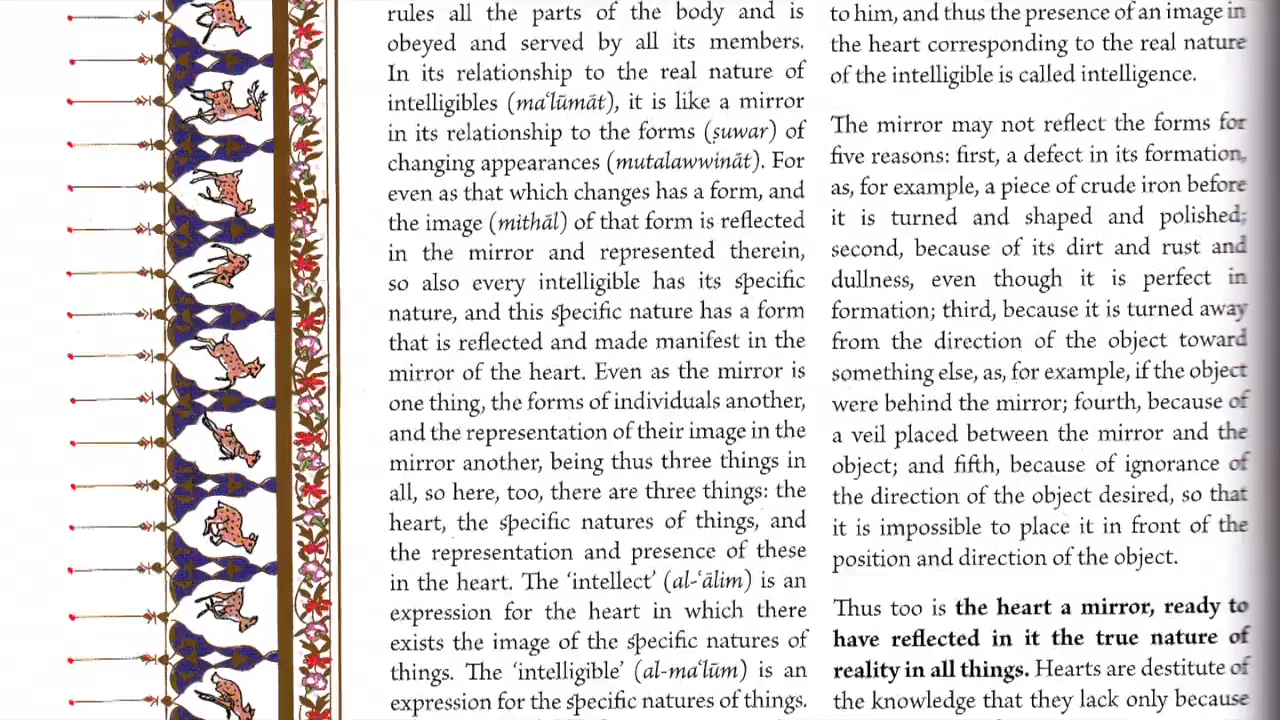 rules all the parts of the body and is
obeyed and served by all its members.
In its relationship to the real nature of
intelligibles (ma‘lūmāt), it is like a mirror
in its relationship to the forms (ṣuwar) of
changing appearances (mutalawwināt). For
even as that which changes has a form, and
the image (mithāl) of that form is reflected
in the mirror and represented therein,
so also every intelligible has its specific
nature, and this specific nature has a form
that is reflected and made manifest in the
mirror of the heart. Even as the mirror is
one thing, the forms of individuals another,
and the representation of their image in the
mirror another, being thus three things in
all, so here, too, there are three things: the
heart, the specific natures of things, and
the representation and presence of these
in the heart. The ‘intellect’ (al-‘ālim) is an
expression for the heart in which there
exists the image of the specific natures of
things. The ‘intelligible’ (al-ma‘lūm) is an
expression for the specific natures of things.
to him, and thus the presence of an image in
the heart corresponding to the real nature
of the intelligible is called intelligence.
The mirror may not reflect the forms for
five reasons: first, a defect in its formation,
as, for example, a piece of crude iron before
it is turned and shaped and polished;
second, because of its dirt and rust and
dullness, even though it is perfect in
formation; third, because it is turned away
from the direction of the object toward
something else, as, for example, if the object
were behind the mirror; fourth, because of
a veil placed between the mirror and the
object; and fifth, because of ignorance of
the direction of the object desired, so that
it is impossible to place it in front of the
position and direction of the object.
Thus too is the heart a mirror, ready to
have reflected in it the true nature of
reality in all things. Hearts are destitute of
the knowledge that they lack only because